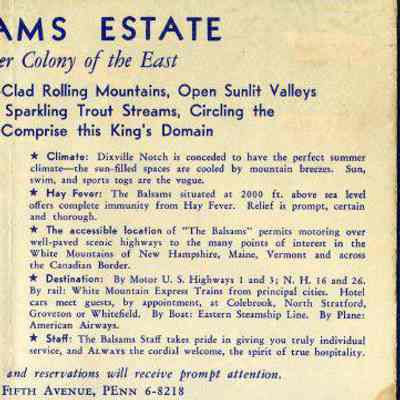 AMS ESTATE
er Colony of the East
-Clad Rolling Mountains, Open Sunlit Valleys
Sparkling Trout Streams, Circling the
Comprise this King's Domain
★ Climate: Dixville Notch is conceded to have the perfect summer
climate—the sun-filled spaces are cooled by mountain breezes. Sun,
swim, and sports togs are the vogue.
★ Hay Fever: The Balsams situated at 2000 ft. above sea level
offers complete immunity from Hay Fever. Relief is prompt, certain
and thorough.
★ The accessible location of "The Balsams" permits motoring over
well-paved scenic highways to the many points of interest in the
White Mountains of New Hampshire, Maine, Vermont and across
the Canadian Border.
★ Destination: By Motor U. S. Highways 1 and 3; N. H. 16 and 26.
By rail: White Mountain Express Trains from principal cities. Hotel
cars meet guests, by appointment, at Colebrook, North Stratford,
Groveton or Whitefield. By Boat: Eastern Steamship Line. By Plane:
American Airways.
★ Staff: The Balsams Staff takes pride in giving you truly individual
service, and ALWAYS the cordial welcome, the spirit of true hospitality.
and reservations will receive prompt attention.
FIFTH AVENUE, PENN 6-8218